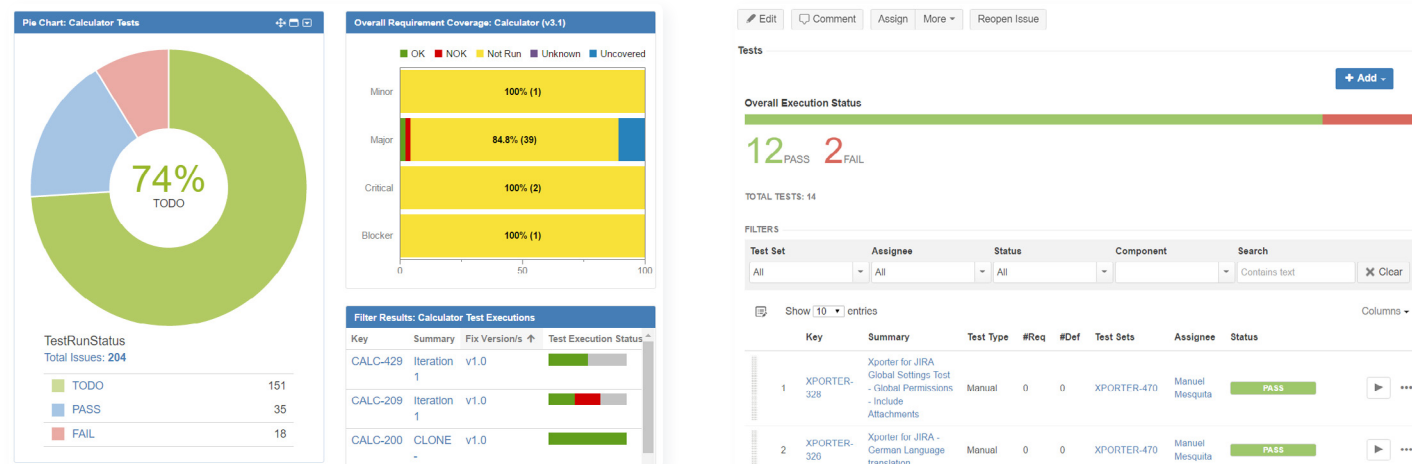 Pie Chart: Calculator Tests
74%
TODO
TestRunStatus
Total Issues: 204
TODO 151
PASS 35
FAIL 18
Overall Requirement Coverage: Calculator (v3.1)
OK NOK Not Run Unknown Uncovered
Minor 100% (1)
Major 84.8% (39)
Critical 100% (2)
Blocker 100% (1)
0 50 100
Filter Results: Calculator Test Executions
Key Summary Fix Version/s Test Execution Status
CALC-429 Iteration v1.0
1
CALC-209 Iteration v1.0
1
CALC-200 CLONE v1.0
-
Edit Comment Assign More Reopen Issue
Tests
+ Add
Overall Execution Status
12 PASS 2 FAIL
TOTAL TESTS: 14
FILTERS
Test Set Assignee Status Component Search
All All All Contains text Clear
Show 10 entries Columns
Key Summary Test Type #Req #Def Test Sets Assignee Status
Xporter for JIRA
Global Settings Tost
1 XPORTER- - Global Permissions Manual 0 0 XPORTER-470 Manuel PASS
328 - Include Mesquita
Attachments
Xporter for JIRA -
2 XPORTER- German Language Manual 0 0 XPORTER-470 Manuel PASS
326 translation Mesquita